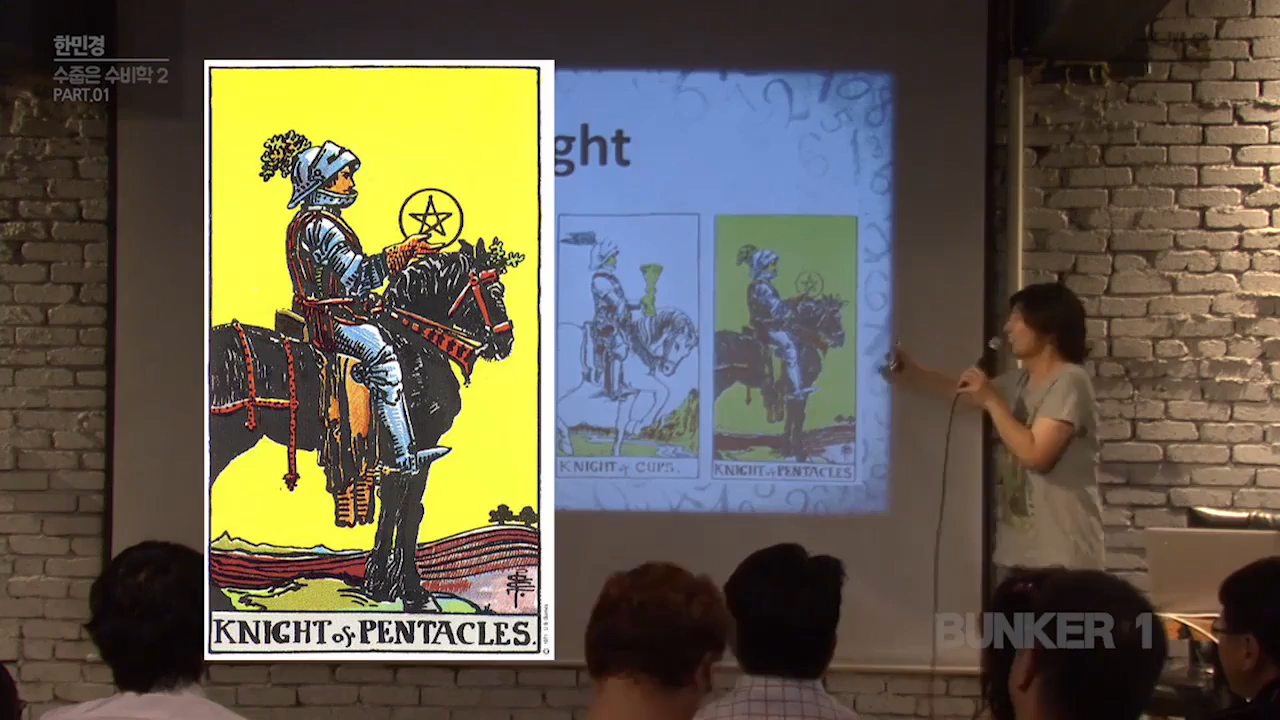 한민경
수줍은 수비학 2
PART.01
ght
KNIGHT of CUPS.
KNIGHT of PENTACLES
KNIGHT of PENTACLES.
BUNKER 1